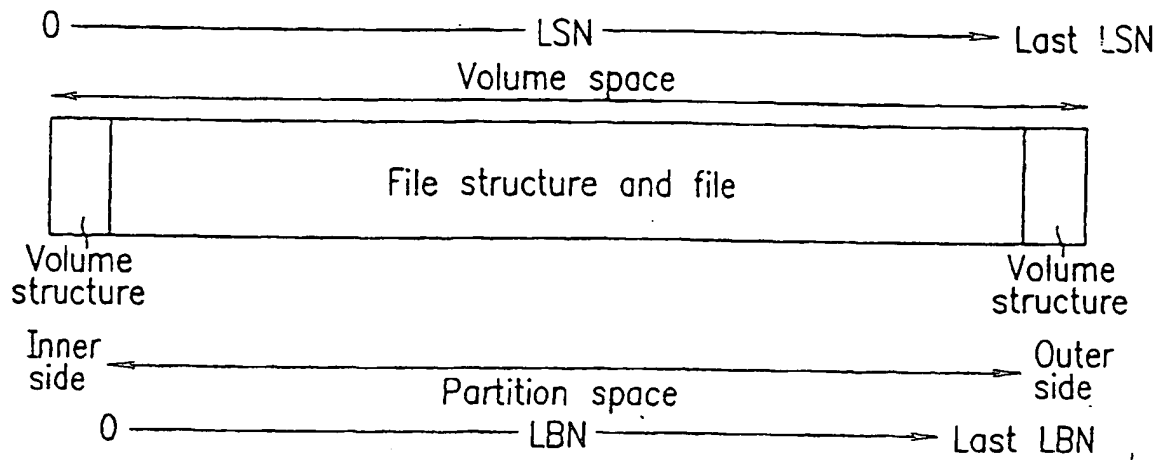 0 LSN Last LSN
Volume space
File structure and file
Volume
structure
Volume
structure
Inner
side
Outer
side
Partition space
0 LBN Last LBN